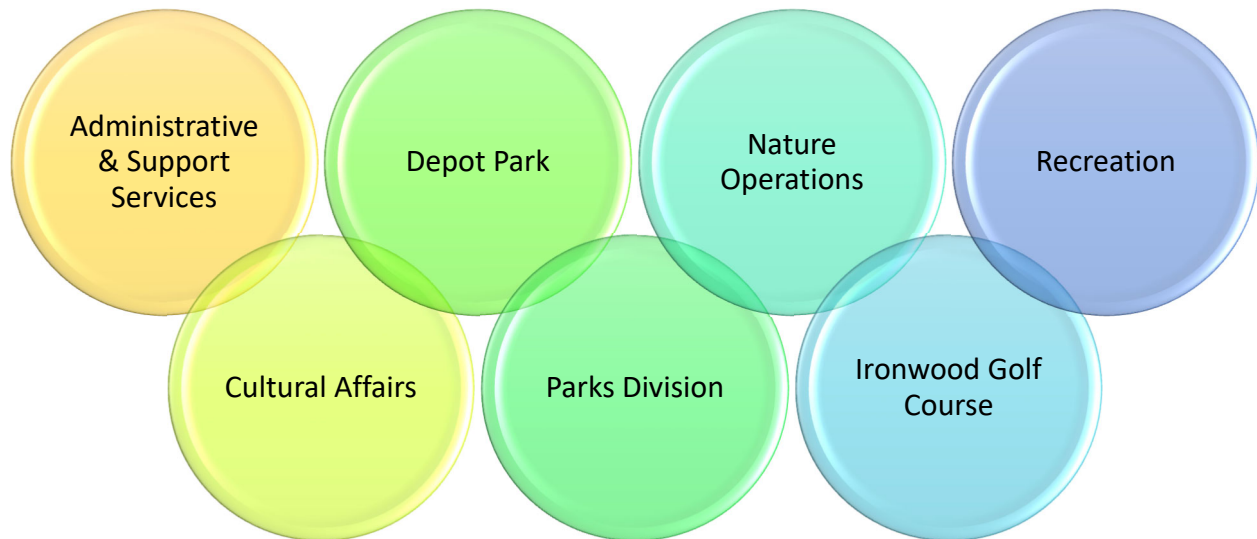 Administrative
& Support
Services
Depot Park
Nature
Operations
Recreation
Cultural Affairs
Parks Division
Ironwood Golf
Course